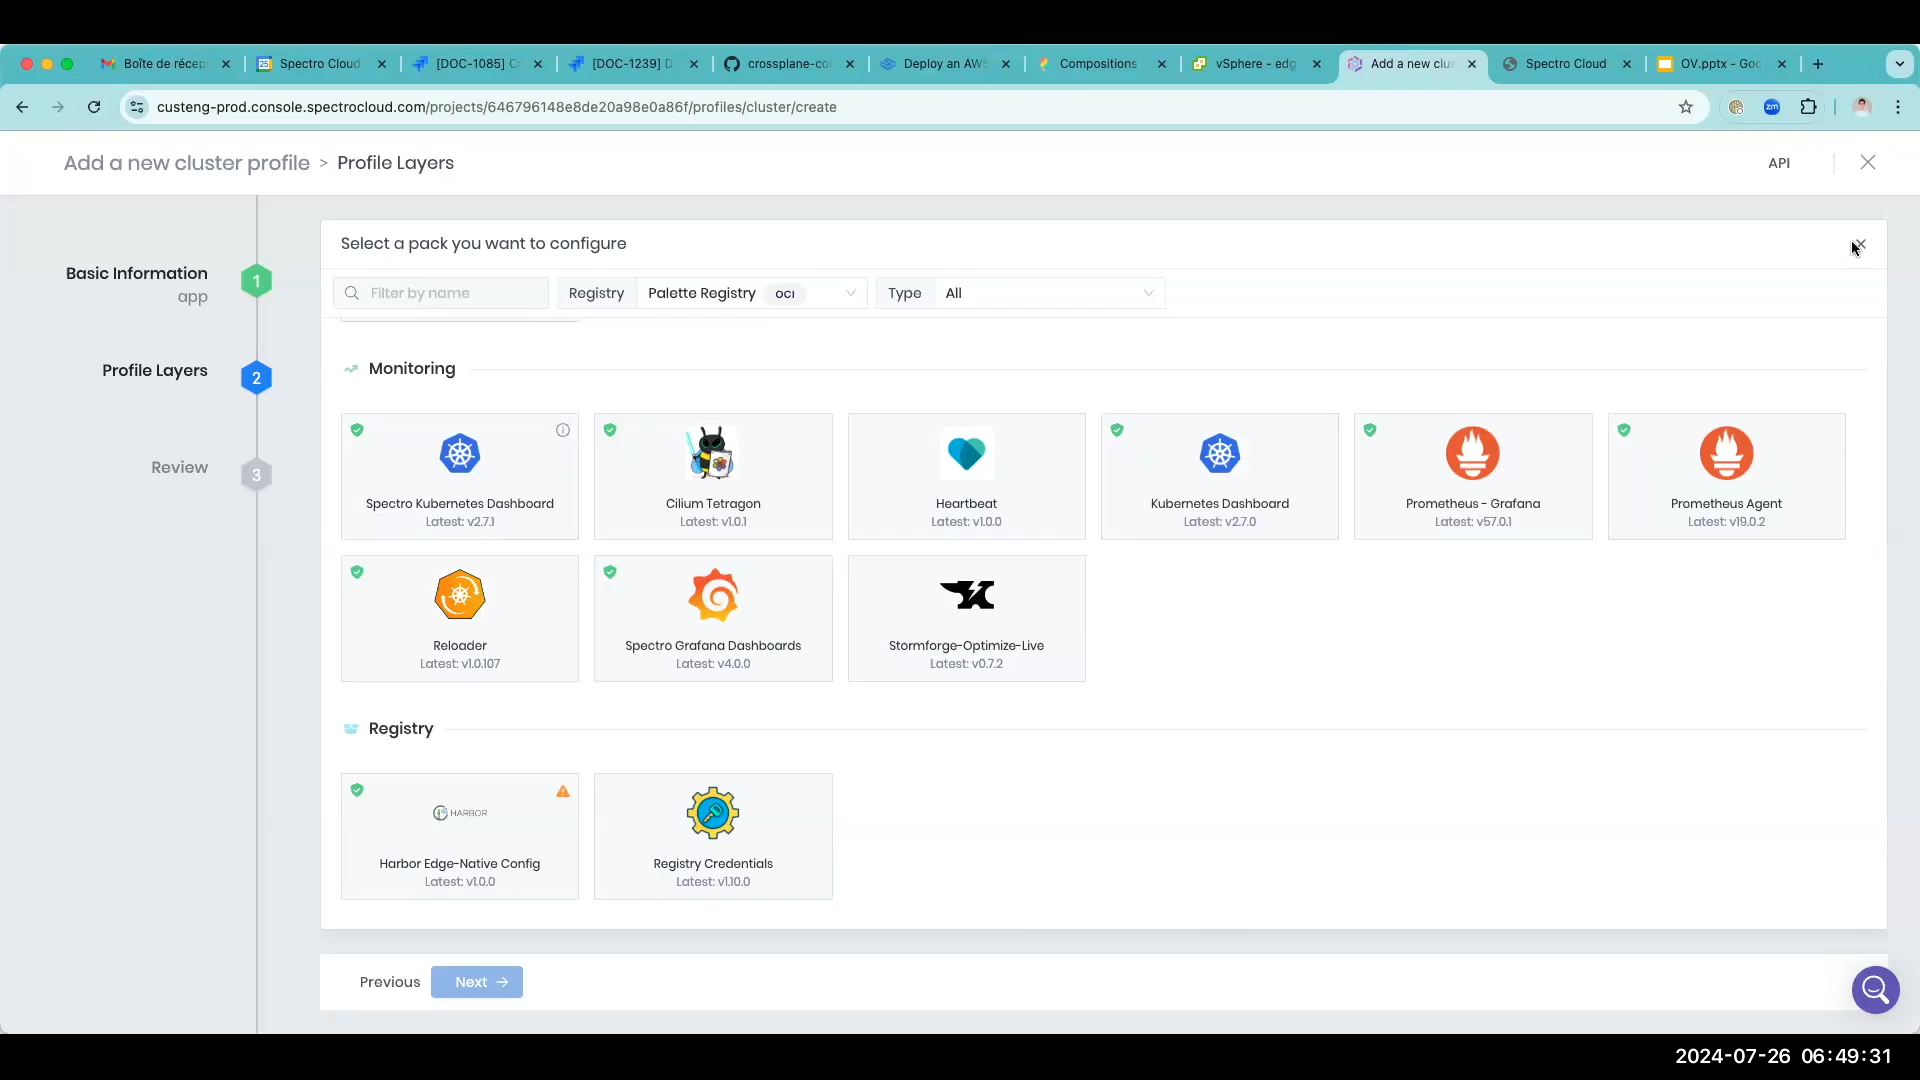 Boîte de récep
25
Spectro Cloud
[DOC-1085] C
[DOC-1239] D
crossplane-co
Deploy an AWS
Compositions
vSphere - edg
Add a new clus
Spectro Cloud
OV.pptx - Goo
custeng-prod.console.spectrocloud.com/projects/646796148e8de20a98e0a86f/profiles/cluster/create
zm
Add a new cluster profile > Profile Layers
API
Basic Information
app
1
Profile Layers
2
Review
3
Select a pack you want to configure
Filter by name
Registry
Palette Registry
OCI
Type
All
Monitoring
Spectro Kubernetes Dashboard
Latest: v2.7.1
Cilium Tetragon
Latest: v1.0.1
Heartbeat
Latest: v1.0.0
Kubernetes Dashboard
Latest: v2.7.0
Prometheus - Grafana
Latest: v57.0.1
Prometheus Agent
Latest: v19.0.2
Reloader
Latest: v1.0.107
Spectro Grafana Dashboards
Latest: v4.0.0
Stormforge-Optimize-Live
Latest: v0.7.2
Registry
HARBOR
Harbor Edge-Native Config
Latest: v1.0.0
Registry Credentials
Latest: v1.10.0
Previous
Next →
2024-07-26 06:49:31